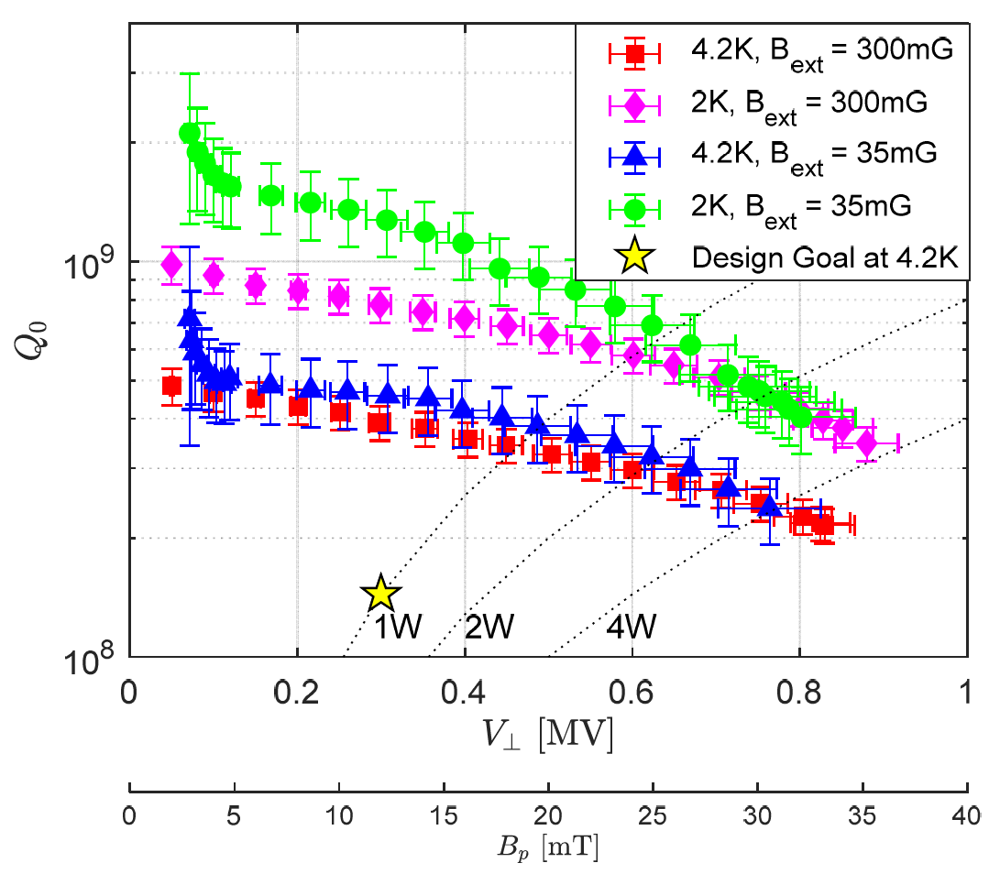 4.2K, B_ext = 300mG
2K, B_ext = 300mG
4.2K, B_ext = 35mG
2K, B_ext = 35mG
Design Goal at 4.2K
10^9
Q_0
1W 2W 4W
10^8
0 0.2 0.4 0.6 0.8 1
V_⊥ [MV]
0 5 10 15 20 25 30 35 40
B_p [mT]